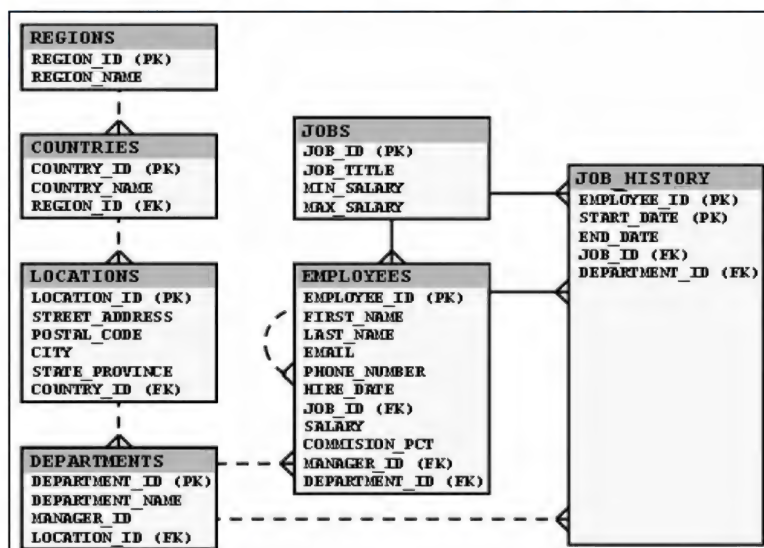 REGIONS
REGION_ID (PK)
REGION_NAME
COUNTRIES
COUNTRY_ID (PK)
COUNTRY_NAME
REGION_ID (FK)
LOCATIONS
LOCATION_ID (PK)
STREET_ADDRESS
POSTAL_CODE
CITY
STATE_PROVINCE
COUNTRY_ID (FK)
DEPARTMENTS
DEPARTMENT_ID (PK)
DEPARTMENT_NAME
MANAGER_ID
LOCATION_ID (FK)
JOBS
JOB_ID (PK)
JOB_TITLE
MIN_SALARY
MAX_SALARY
EMPLOYEES
EMPLOYEE_ID (PK)
FIRST_NAME
LAST_NAME
EMAIL
PHONE_NUMBER
HIRE_DATE
JOB_ID (FK)
SALARY
COMMISION_PCT
MANAGER_ID (FK)
DEPARTMENT_ID (FK)
JOB_HISTORY
EMPLOYEE_ID (PK)
START_DATE (PK)
END_DATE
JOB_ID (FK)
DEPARTMENT_ID (FK)